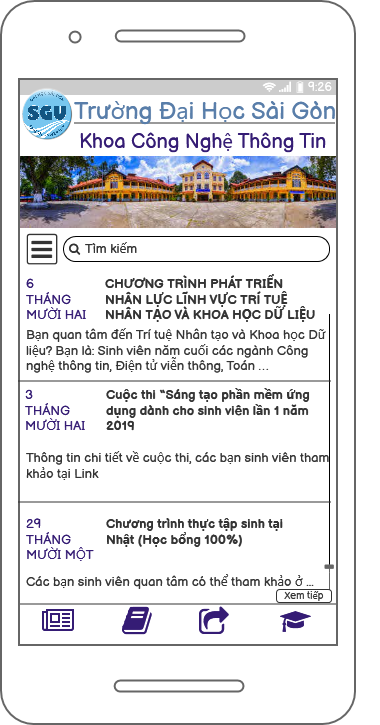 9:26
SGU
Trường Đại Học Sài Gòn
Khoa Công Nghệ Thông Tin
Tìm kiếm
6
THÁNG
MƯỜI HAI
CHƯƠNG TRÌNH PHÁT TRIỂN
NHÂN LỰC LĨNH VỰC TRÍ TUỆ
NHÂN TẠO VÀ KHOA HỌC DỮ LIỆU
Bạn quan tâm đến Trí tuệ Nhân tạo và Khoa học Dữ
liệu? Bạn là: Sinh viên năm cuối các ngành Công
nghệ thông tin, Điện tử viễn thông, Toán ...
3
THÁNG
MƯỜI HAI
Cuộc thi “Sáng tạo phần mềm ứng
dụng dành cho sinh viên lần 1 năm
2019
Thông tin chi tiết về cuộc thi, các bạn sinh viên tham
khảo tại Link
29
THÁNG
MƯỜI MỘT
Chương trình thực tập sinh tại
Nhật (Học bổng 100%)
Các bạn sinh viên quan tâm có thể tham khảo ở ...
Xem tiếp